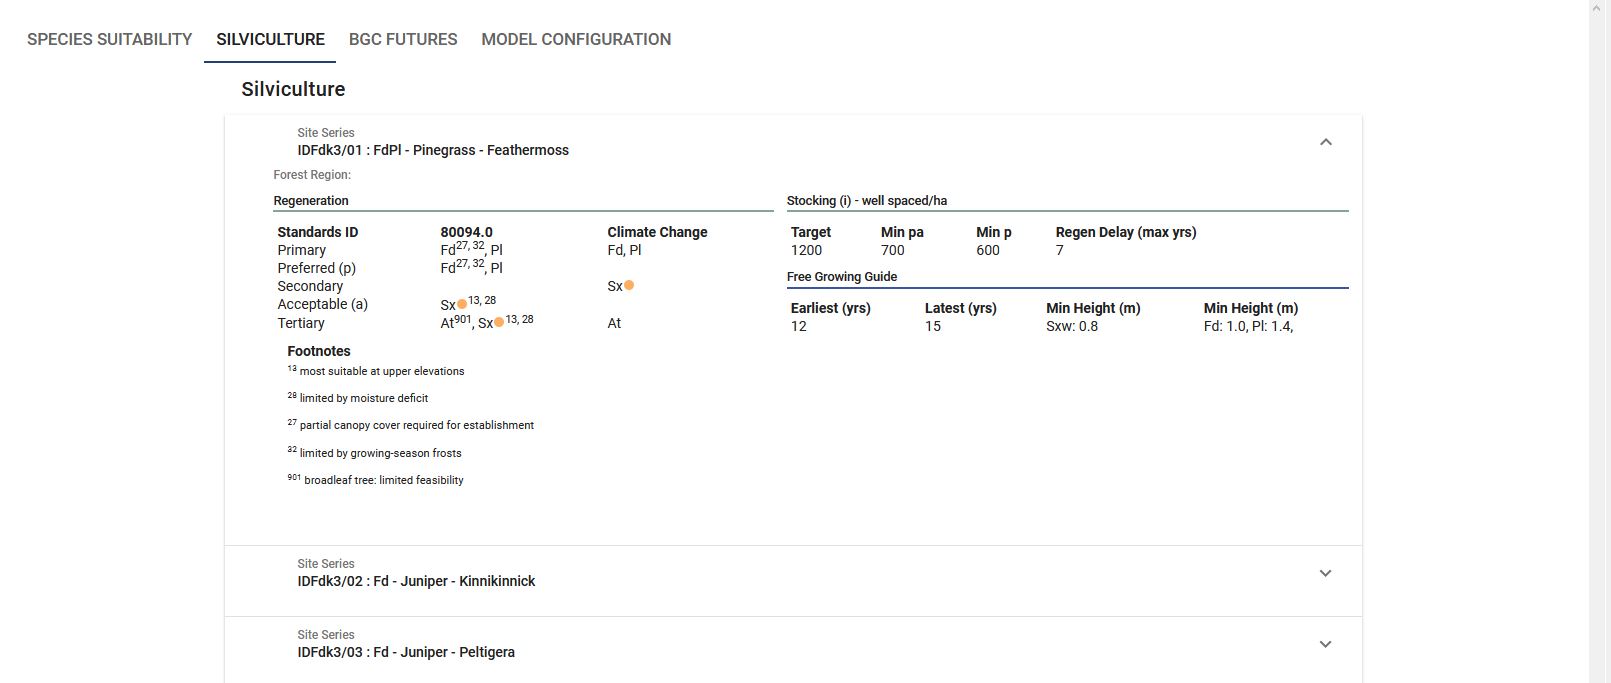 SPECIES SUITABILITY SILVICULTURE BGC FUTURES MODEL CONFIGURATION
Silviculture
Site Series
IDFdk3/01 : FdPl - Pinegrass - Feathermoss
Forest Region:
Regeneration
Standards ID 80094.0 Climate Change
Primary Fd27, 32, Pl Fd, Pl
Preferred (p) Fd27, 32, Pl
Secondary Sx
Acceptable (a) Sx 13, 28
Tertiary At901, Sx 13, 28 At
Footnotes
13 most suitable at upper elevations
28 limited by moisture deficit
27 partial canopy cover required for establishment
32 limited by growing-season frosts
901 broadleaf tree: limited feasibility
Stocking (i) - well spaced/ha
Target Min pa Min p Regen Delay (max yrs)
1200 700 600 7
Free Growing Guide
Earliest (yrs) Latest (yrs) Min Height (m) Min Height (m)
12 15 Sxw: 0.8 Fd: 1.0, Pl: 1.4,
Site Series
IDFdk3/02 : Fd - Juniper - Kinnikinnick
Site Series
IDFdk3/03 : Fd - Juniper - Peltigera